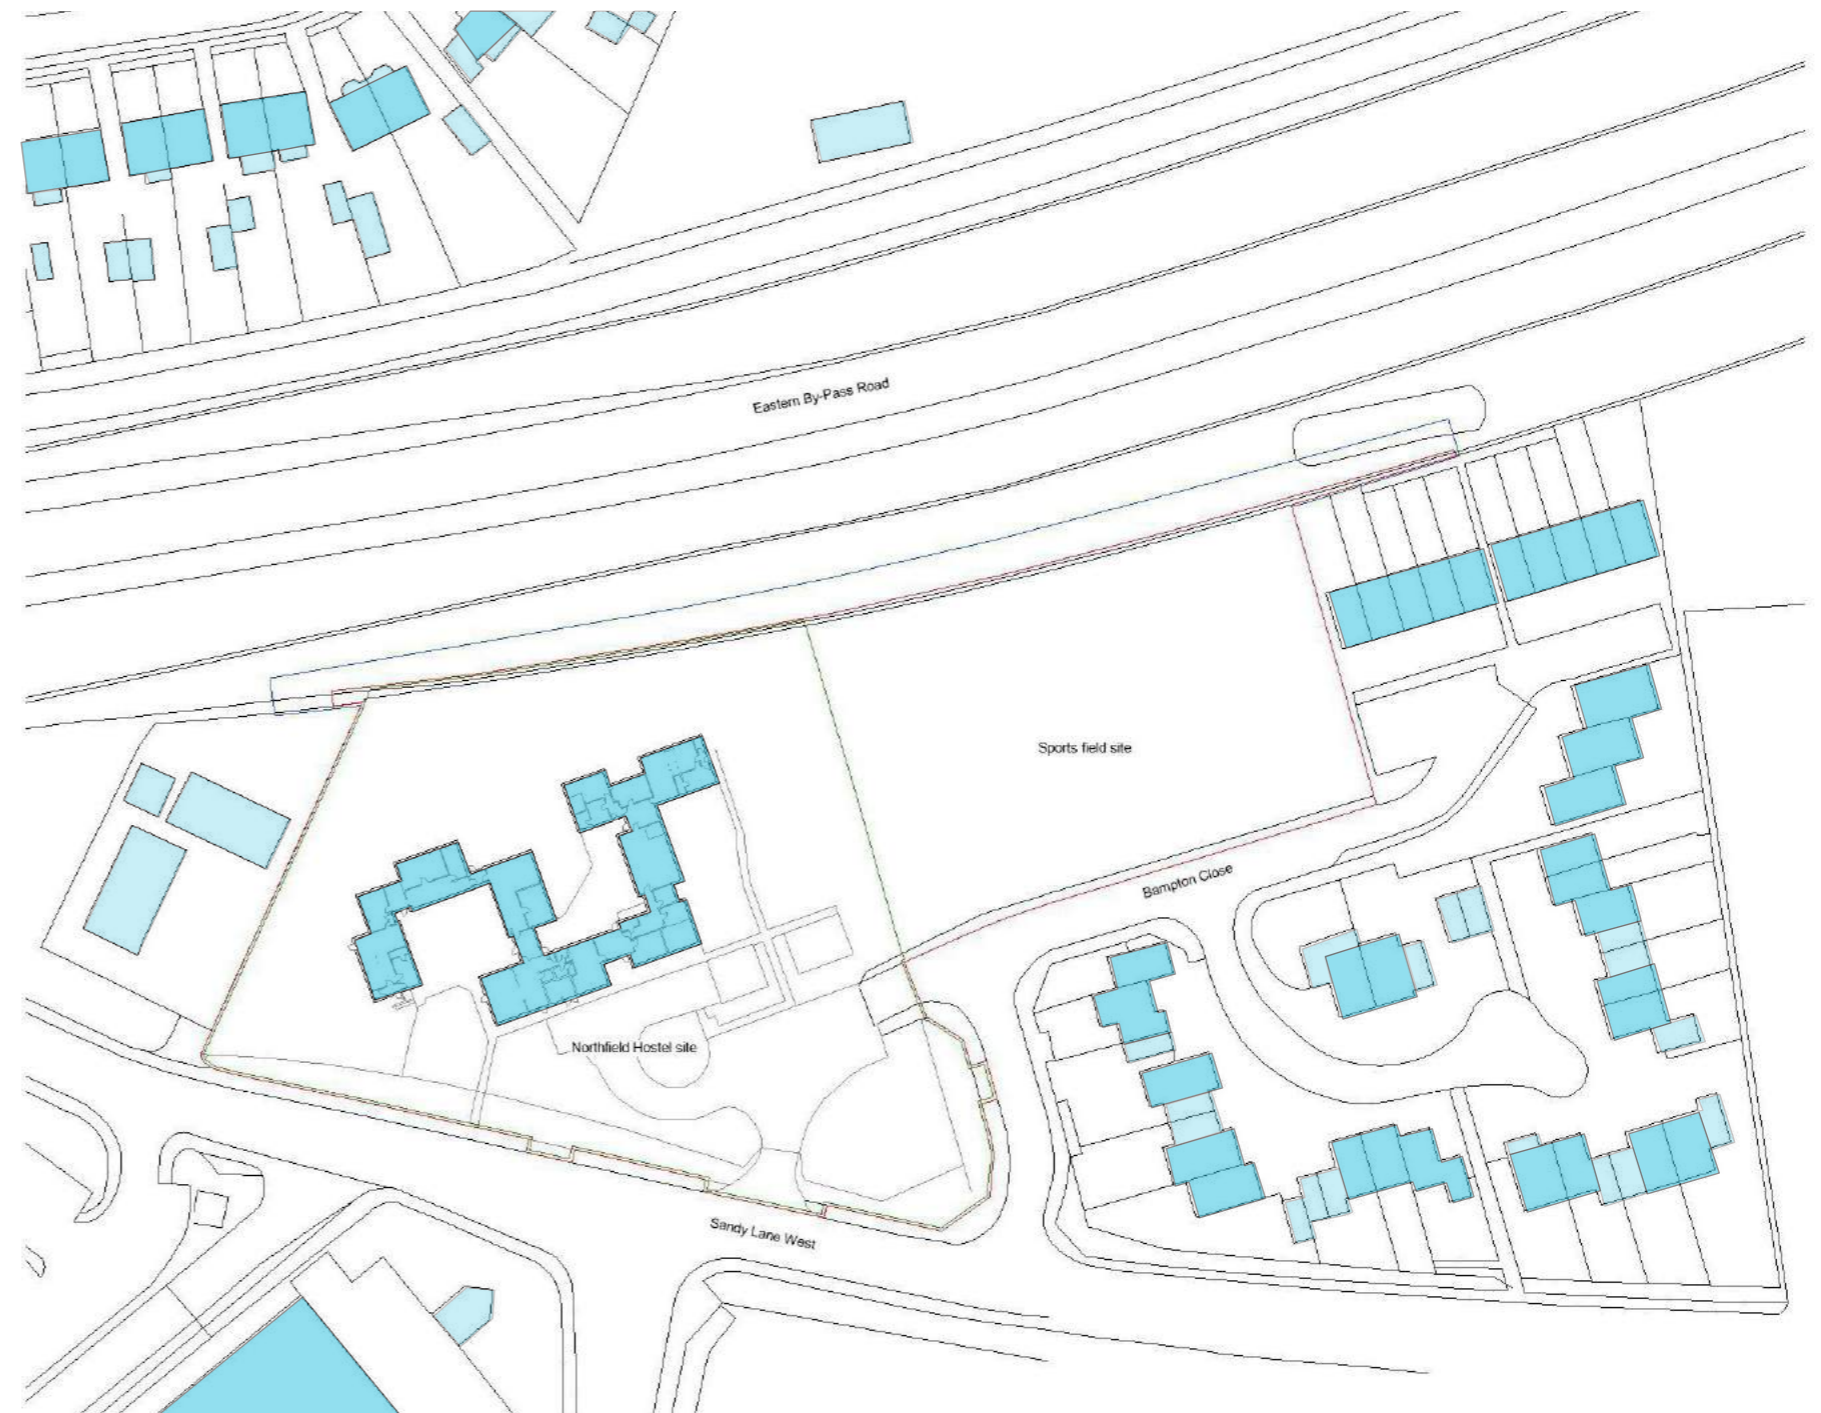 Eastern By-Pass Road
Sports field site
Bampton Close
Northfield Hostel site
Sandy Lane West